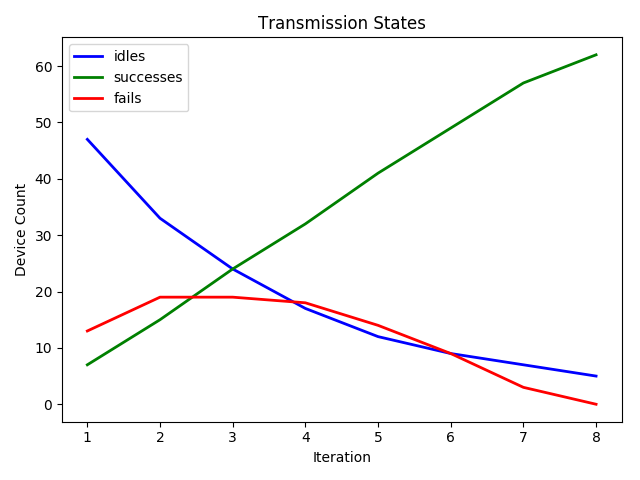 Transmission States
idles
successes
fails
60
50
40
30
20
10
0
Device Count
1 2 3 4 5 6 7 8
Iteration